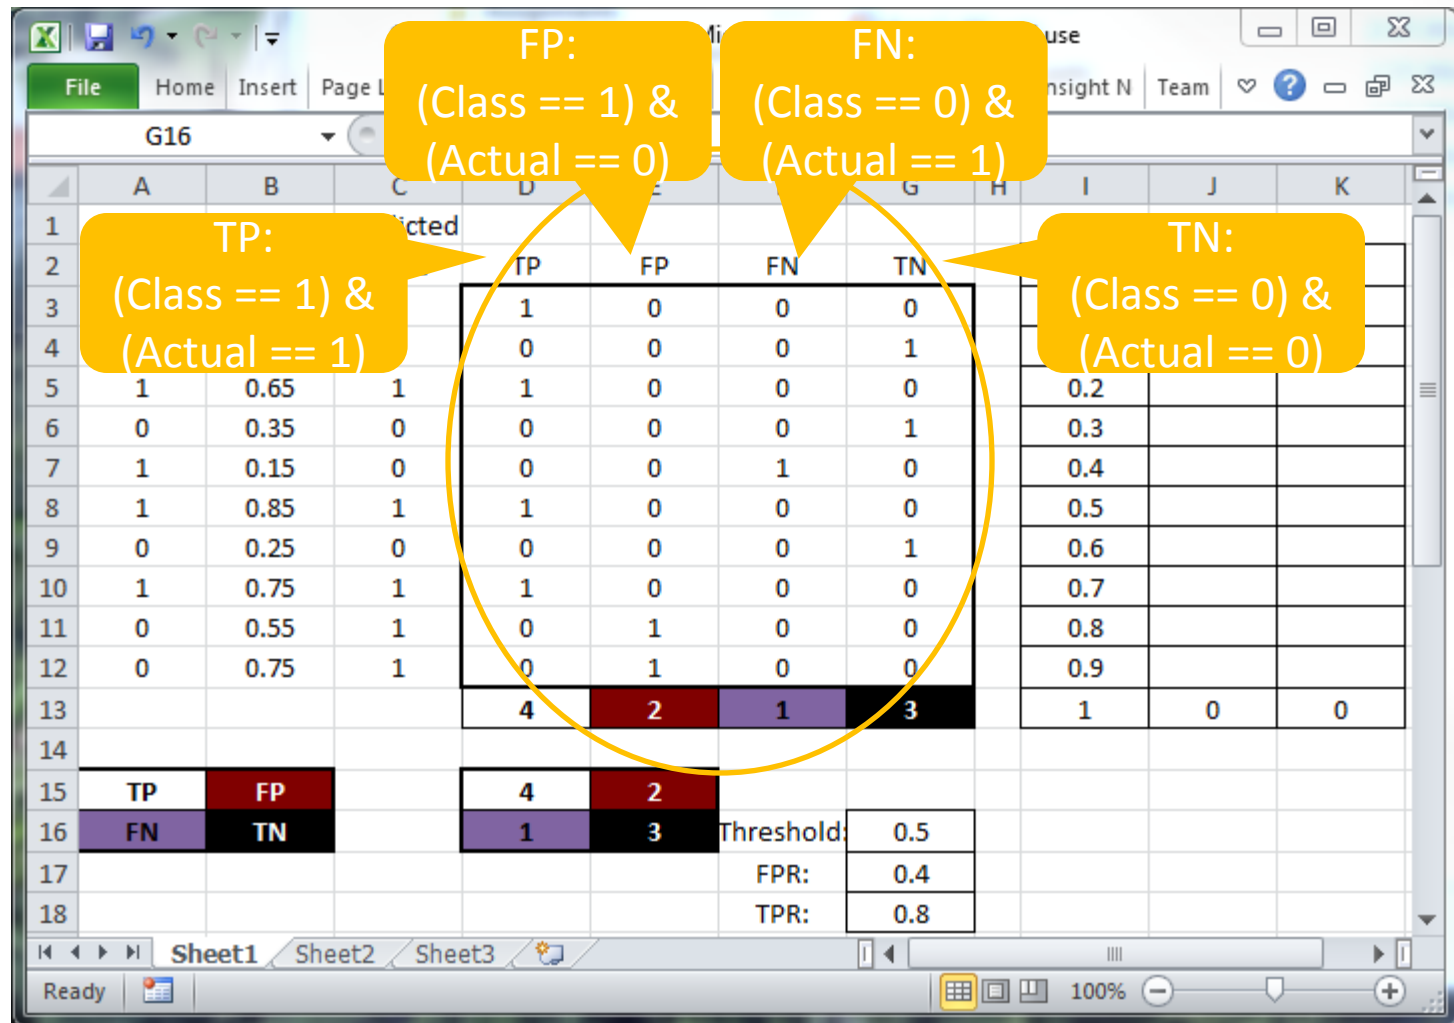 use
File Home Insert Page L nsight N Team
G16
FP:
(Class == 1) &
(Actual == 0)
FN:
(Class == 0) &
(Actual == 1)
A B C D E G H I J K
TP:
(Class == 1) &
(Actual == 1)
TN:
(Class == 0) &
(Actual == 0)
1 icted
2 TP FP FN TN
3 1 0 0 0
4 0 0 0 1
5 1 0.65 1 1 0 0 0 0.2
6 0 0.35 0 0 0 0 1 0.3
7 1 0.15 0 0 0 1 0 0.4
8 1 0.85 1 1 0 0 0 0.5
9 0 0.25 0 0 0 0 1 0.6
10 1 0.75 1 1 0 0 0 0.7
11 0 0.55 1 0 1 0 0 0.8
12 0 0.75 1 0 1 0 0 0.9
13 4 2 1 3 1 0 0
14
15 TP FP 4 2
16 FN TN 1 3 Threshold: 0.5
17 FPR: 0.4
18 TPR: 0.8
Sheet1 Sheet2 Sheet3
Ready 100%